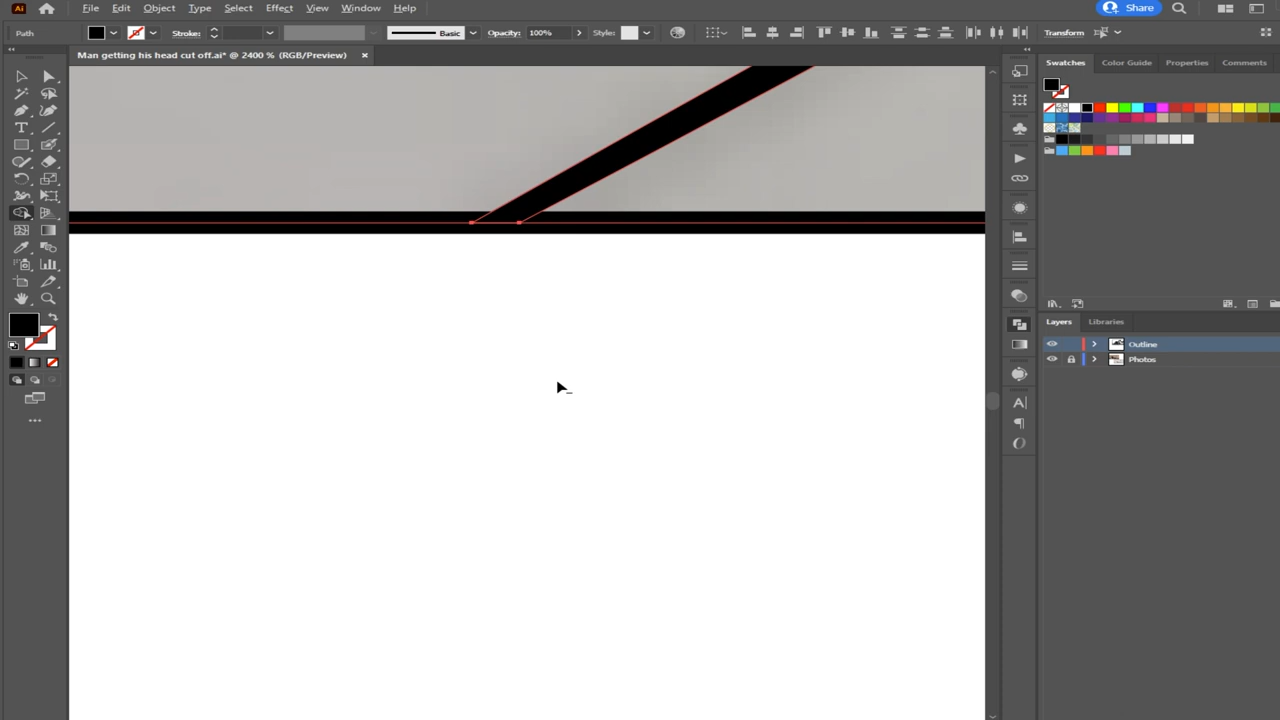 Ai File Edit Object Type Select Effect View Window Help Share
Path Stroke: Basic Opacity: 100% Style: Transform
Man getting his head cut off.ai* @ 2400 % (RGB/Preview)
Swatches Color Guide Properties Comments
Layers Libraries
Outline
Photos